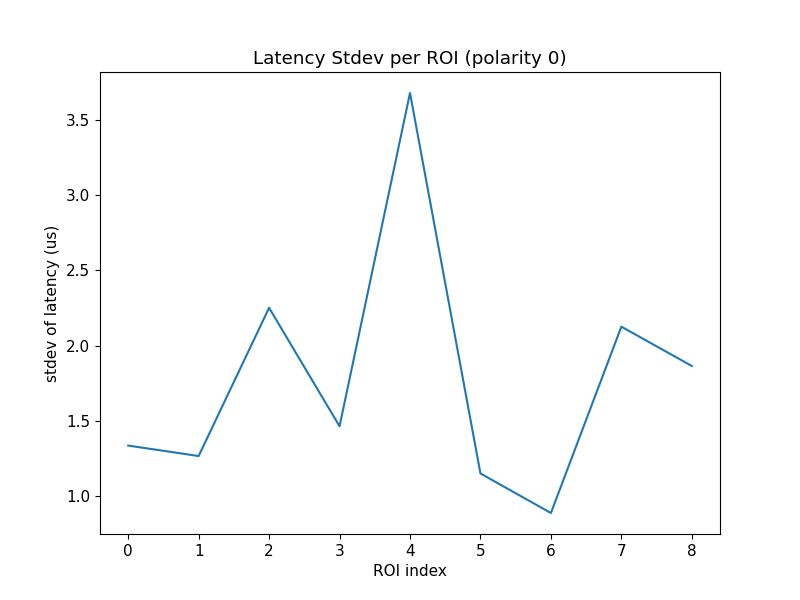 Latency Stdev per ROI (polarity 0)
stdev of latency (us)
3.5
3.0
2.5
2.0
1.5
1.0
0 1 2 3 4 5 6 7 8
ROI index